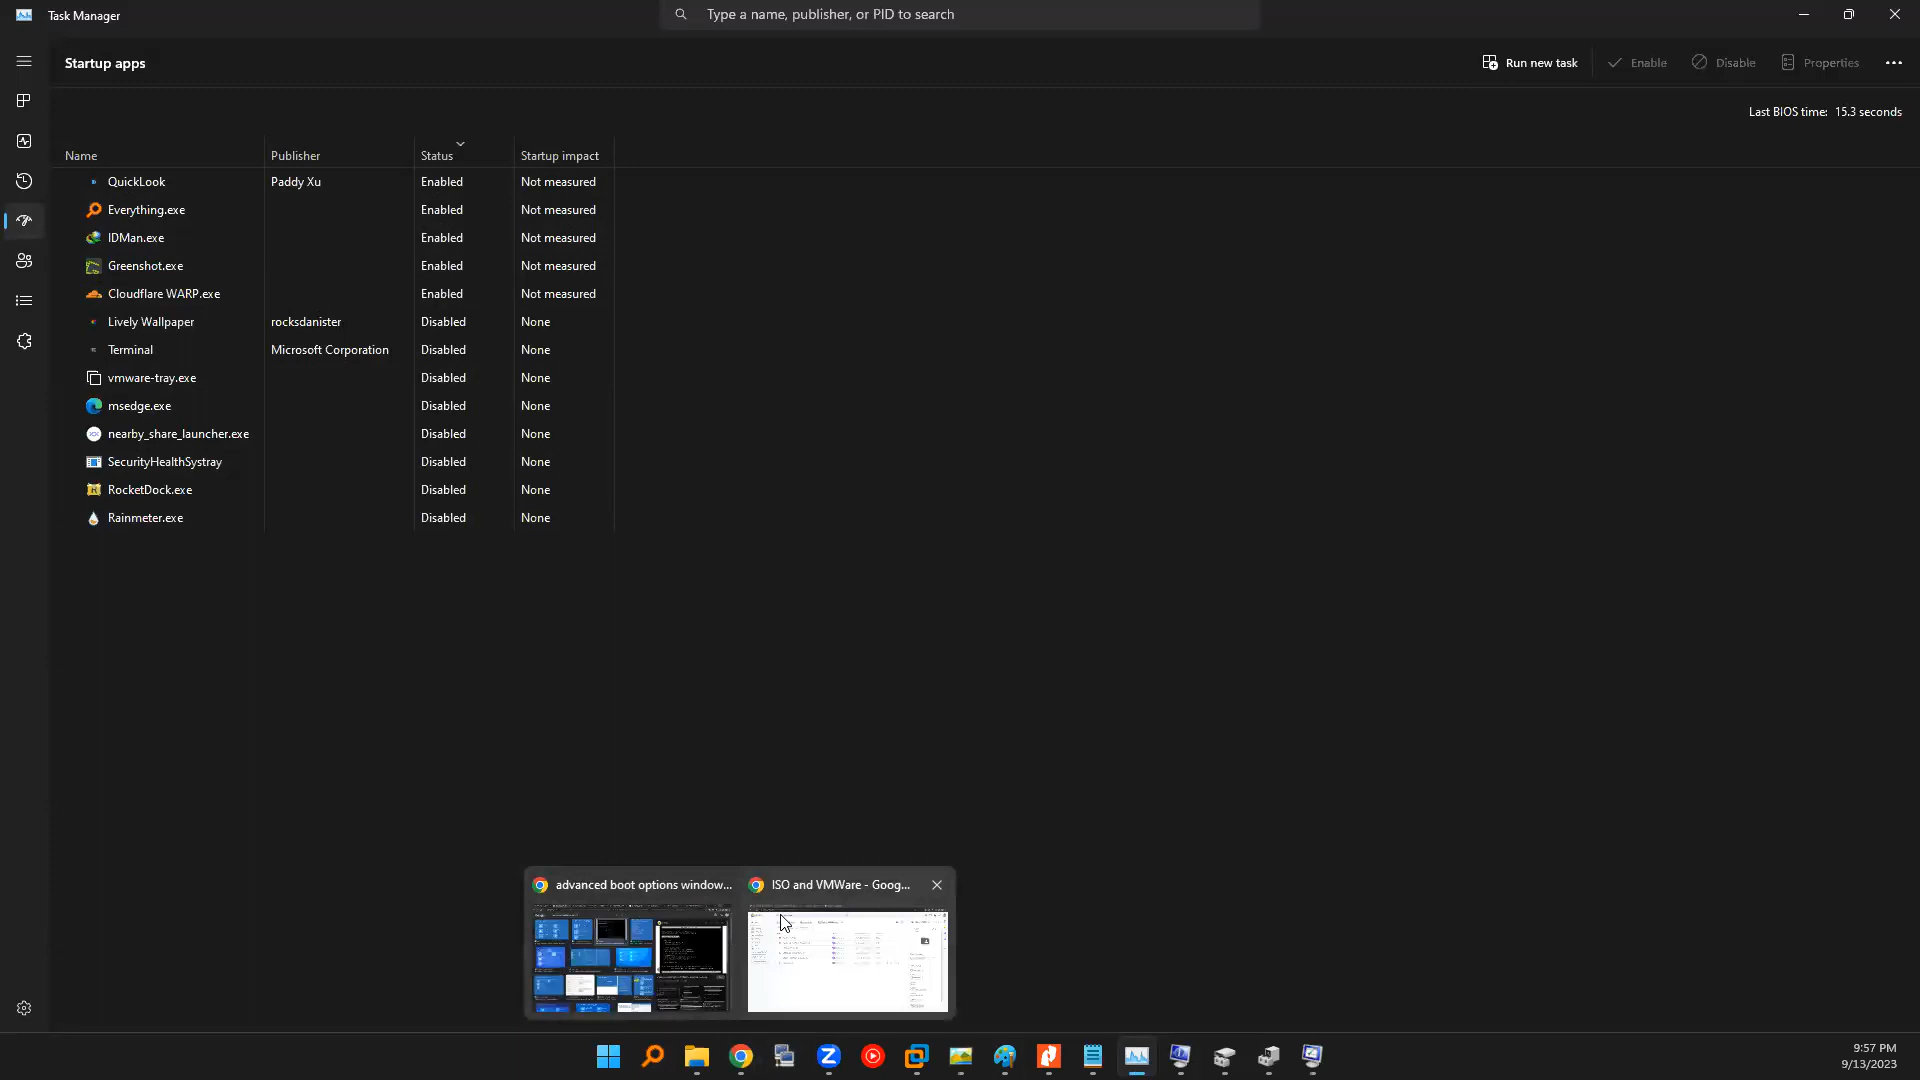 Task Manager
Type a name, publisher, or PID to search
Startup apps
Run new task
Enable
Disable
Properties
Last BIOS time: 15.3 seconds
Name Publisher Status Startup impact
QuickLook Paddy Xu Enabled Not measured
Everything.exe Enabled Not measured
IDMan.exe Enabled Not measured
Greenshot.exe Enabled Not measured
Cloudflare WARP.exe Enabled Not measured
Lively Wallpaper rocksdanister Disabled None
Terminal Microsoft Corporation Disabled None
vmware-tray.exe Disabled None
msedge.exe Disabled None
nearby_share_launcher.exe Disabled None
SecurityHealthSystray Disabled None
RocketDock.exe Disabled None
Rainmeter.exe Disabled None
advanced boot options window...
ISO and VMWare - Goog...
9:57 PM
9/13/2023